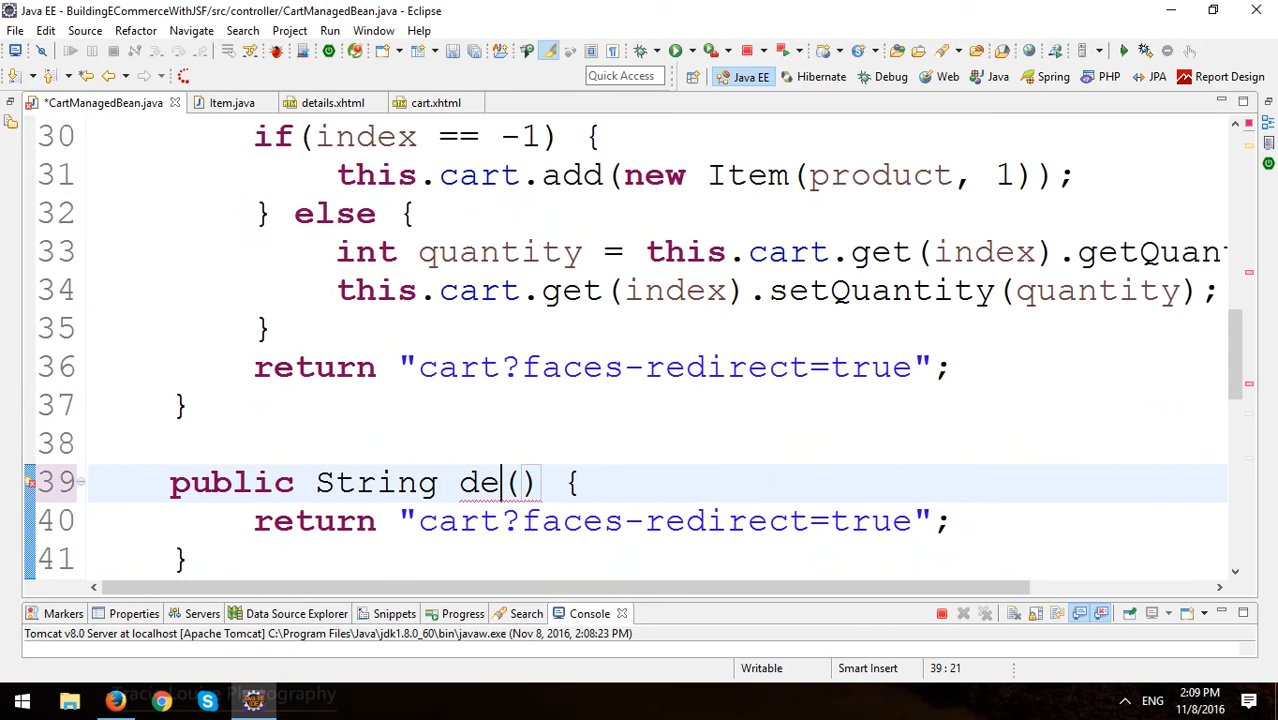 Java EE - BuildingECommerceWithJSF/src/controller/CartManagedBean.java - Eclipse
File Edit Source Refactor Navigate Search Project Run Window Help
Quick Access Java EE Hibernate Debug Web Java Spring PHP JPA Report Design
*CartManagedBean.java Item.java details.xhtml cart.xhtml
30 if(index == -1) {
31 this.cart.add(new Item(product, 1));
32 } else {
33 int quantity = this.cart.get(index).getQuan
34 this.cart.get(index).setQuantity(quantity);
35 }
36 return "cart?faces-redirect=true";
37 }
38
39 public String de() {
40 return "cart?faces-redirect=true";
41 }
Markers Properties Servers Data Source Explorer Snippets Progress Search Console
Tomcat v8.0 Server at localhost [Apache Tomcat] C:\Program Files\Java\jdk1.8.0_60\bin\javaw.exe (Nov 8, 2016, 2:08:23 PM)
Writable Smart Insert 39 : 21
ENG 2:09 PM
11/8/2016